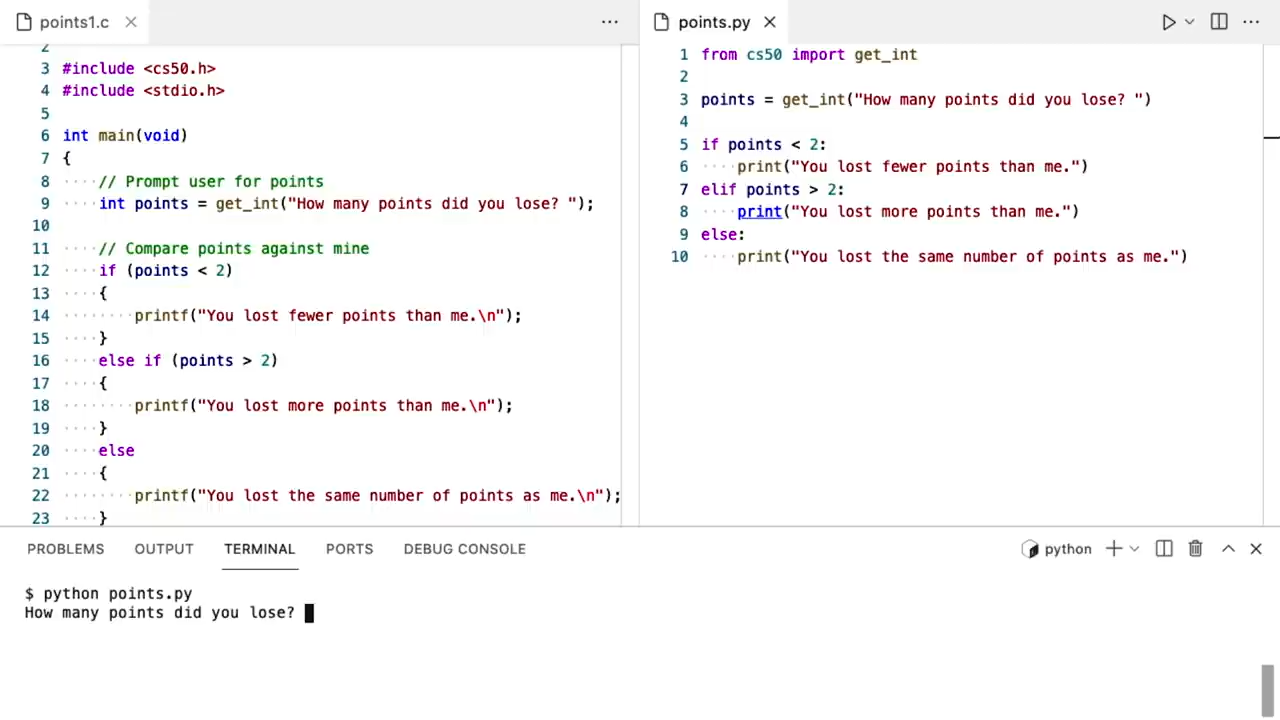 points1.c
points.py
2
3 #include <cs50.h>
4 #include <stdio.h>
5
6 int main(void)
7 {
8 ···· // Prompt user for points
9 ···· int points = get_int("How many points did you lose? ");
10
11 ···· // Compare points against mine
12 ···· if (points < 2)
13 ···· {
14 ········ printf("You lost fewer points than me.\n");
15 ···· }
16 ···· else if (points > 2)
17 ···· {
18 ········ printf("You lost more points than me.\n");
19 ···· }
20 ···· else
21 ···· {
22 ········ printf("You lost the same number of points as me.\n");
23 ···· }
1 from cs50 import get_int
2
3 points = get_int("How many points did you lose? ")
4
5 if points < 2:
6 ···· print("You lost fewer points than me.")
7 elif points > 2:
8 ···· print("You lost more points than me.")
9 else:
10 ···· print("You lost the same number of points as me.")
PROBLEMS OUTPUT TERMINAL PORTS DEBUG CONSOLE
python
$ python points.py
How many points did you lose?